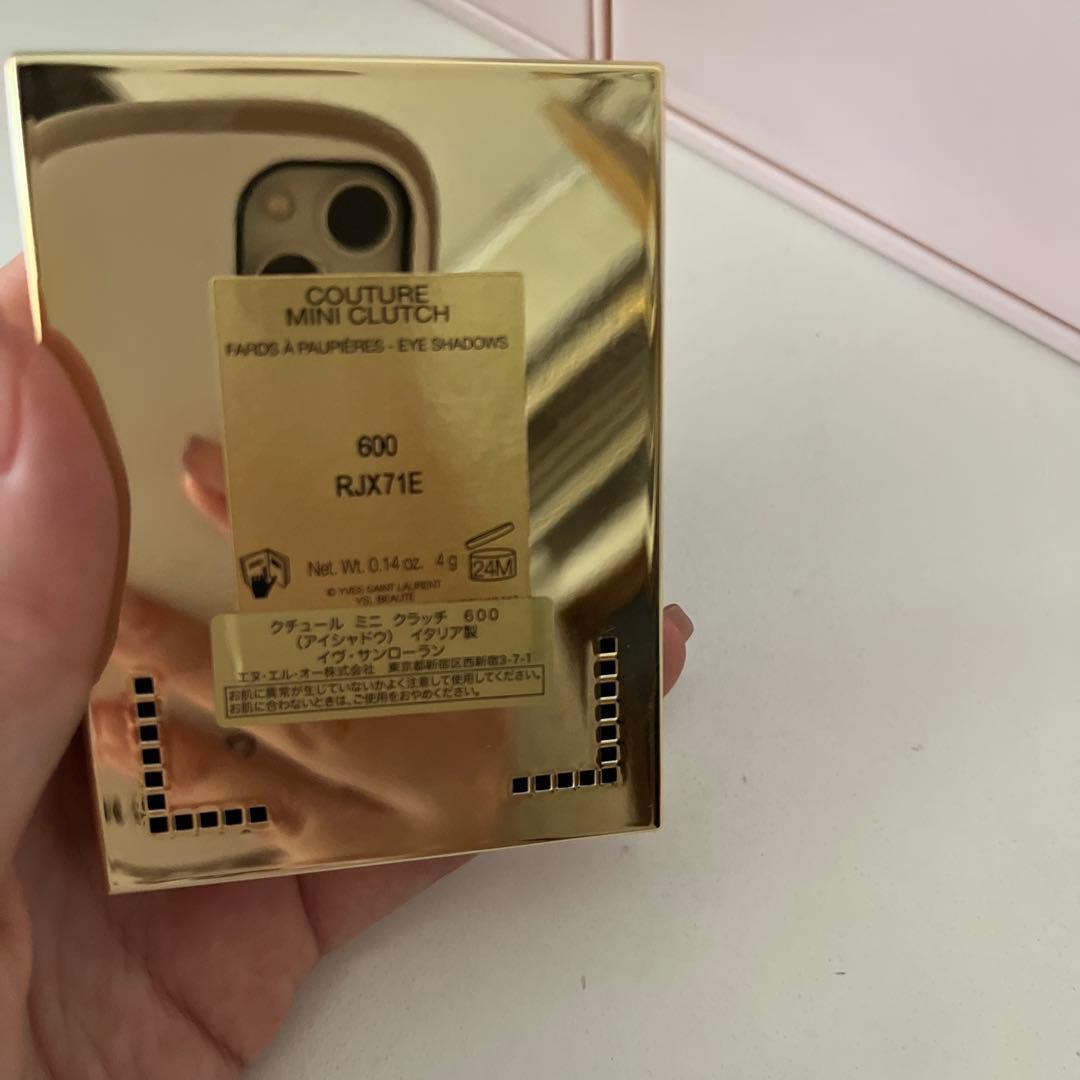 COUTURE
MINI CLUTCH
FARDS À PAUPIÈRES - EYE SHADOWS
600
RJX71E
Net. Wt. 0.14 oz. 4 g
24M
© YVES SAINT LAURENT
YSL BEAUTÉ
クチュール ミニ クラッチ 600
(アイシャドウ) イタリア製
イヴ・サンローラン
エヌ・エル・オー株式会社 東京都新宿区西新宿3-7-1
お肌に異常が生じていないかよく注意して使用してください。
お肌に合わないときは、ご使用をおやめください。